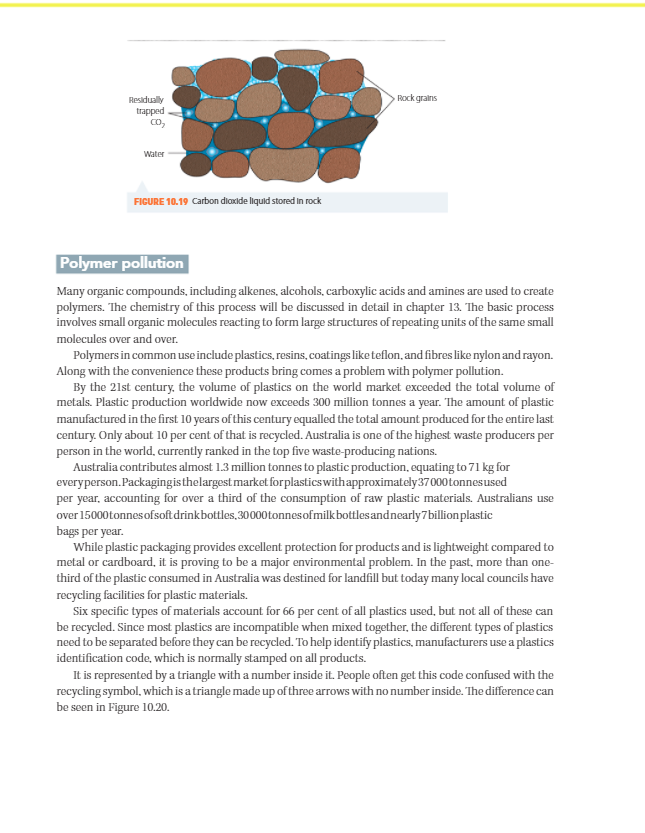 Residually
trapped
CO₂
Water
Rock grains
FIGURE 10.19 Carbon dioxide liquid stored in rock
Polymer pollution
Many organic compounds, including alkenes, alcohols, carboxylic acids and amines are used to create
polymers. The chemistry of this process will be discussed in detail in chapter 13. The basic process
involves small organic molecules reacting to form large structures of repeating units of the same small
molecules over and over.
Polymers in common use include plastics, resins, coatings like teflon, and fibres like nylon and rayon.
Along with the convenience these products bring comes a problem with polymer pollution.
By the 21st century, the volume of plastics on the world market exceeded the total volume of
metals. Plastic production worldwide now exceeds 300 million tonnes a year. The amount of plastic
manufactured in the first 10 years of this century equalled the total amount produced for the entire last
century. Only about 10 per cent of that is recycled. Australia is one of the highest waste producers per
person in the world, currently ranked in the top five waste-producing nations.
Australia contributes almost 1.3 million tonnes to plastic production, equating to 71 kg for
every person. Packaging is the largest market for plastics with approximately 37 000 tonnes used
per year, accounting for over a third of the consumption of raw plastic materials. Australians use
over 15 000 tonnes of soft drink bottles, 30 000 tonnes of milk bottles and nearly 7 billion plastic
bags per year.
While plastic packaging provides excellent protection for products and is lightweight compared to
metal or cardboard, it is proving to be a major environmental problem. In the past, more than one-
third of the plastic consumed in Australia was destined for landfill but today many local councils have
recycling facilities for plastic materials.
Six specific types of materials account for 66 per cent of all plastics used, but not all of these can
be recycled. Since most plastics are incompatible when mixed together, the different types of plastics
need to be separated before they can be recycled. To help identify plastics, manufacturers use a plastics
identification code, which is normally stamped on all products.
It is represented by a triangle with a number inside it. People often get this code confused with the
recycling symbol, which is a triangle made up of three arrows with no number inside. The difference can
be seen in Figure 10.20.